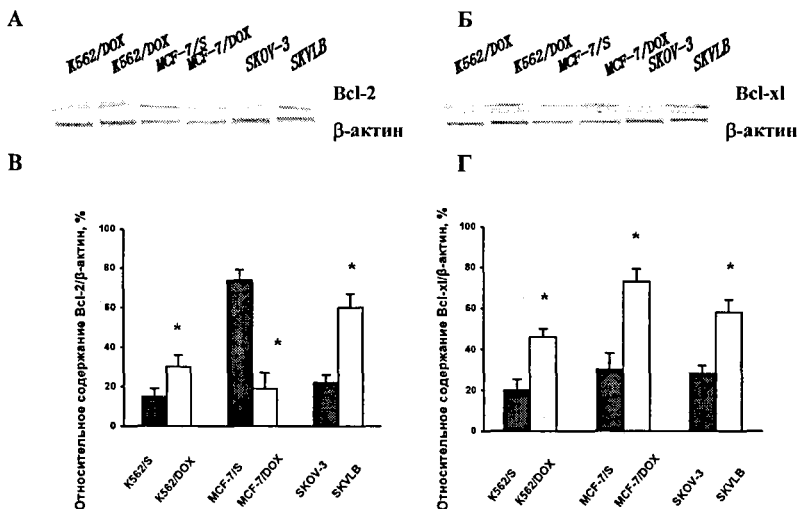 А
K562/DOX K562/DOX MCF-7/S MCF-7/DOX SKOV-3 SKVLB
Bcl-2
β-актин
Б
K562/DOX K562/DOX MCF-7/S MCF-7/DOX SKOV-3 SKVLB
Bcl-xl
β-актин
В
Относительное содержание Bcl-2/β-актин, %
100
80
60
40
20
0
*
*
*
K562/S K562/DOX MCF-7/S MCF-7/DOX SKOV-3 SKVLB
Г
Относительное содержание Bcl-xl/β-актин, %
100
80
60
40
20
0
*
*
*
K562/S K562/DOX MCF-7/S MCF-7/DOX SKOV-3 SKVLB